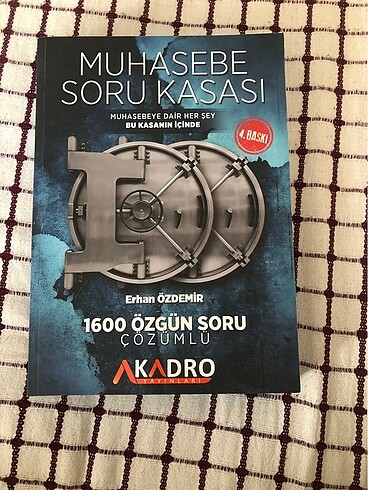 MUHASEBE
SORU KASASI
MUHASEBEYE DAİR HER ŞEY
BU KASANIN İÇİNDE
4. BASKI
Erhan ÖZDEMİR
1600 ÖZGÜN SORU
ÇÖZÜMLÜ
AKADRO
YAYINLARI